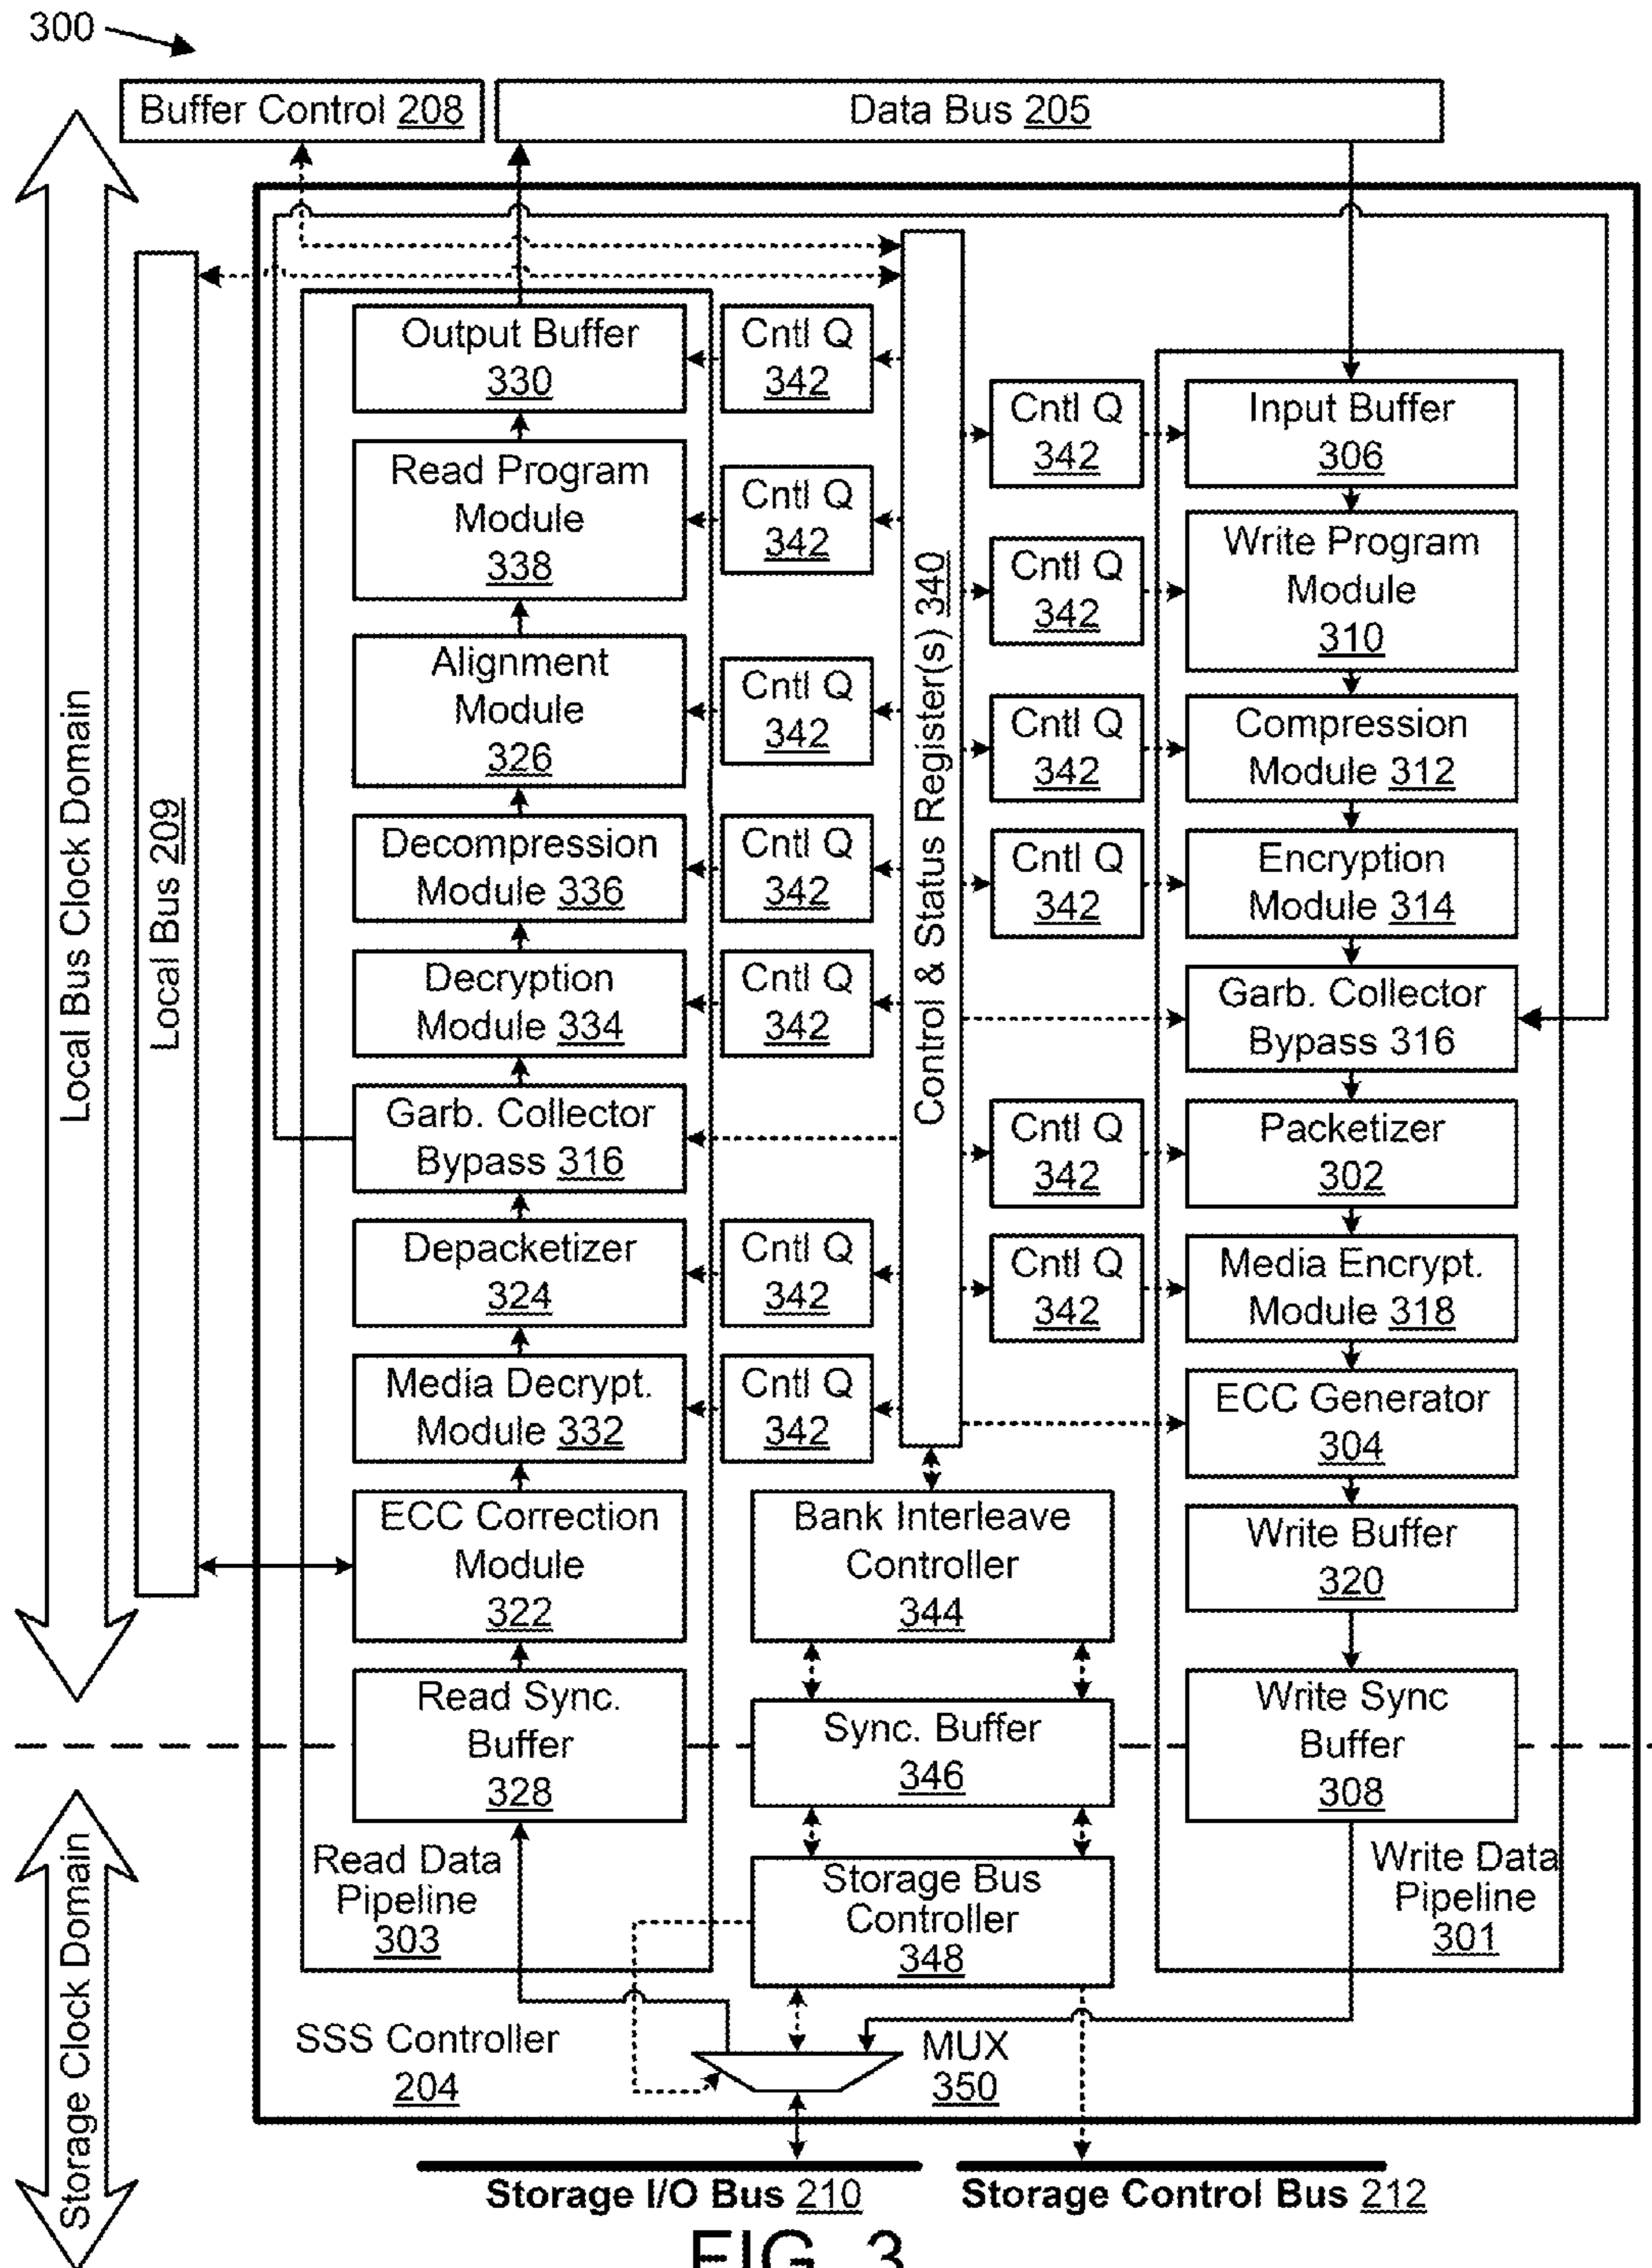 300
Buffer Control 208
Data Bus 205
Local Bus Clock Domain
Local Bus 209
Output Buffer
330
Cntl Q
342
Read Program
Module
338
Cntl Q
342
Alignment
Module
326
Cntl Q
342
Decompression
Module 336
Cntl Q
342
Decryption
Module 334
Cntl Q
342
Garb. Collector
Bypass 316
Depacketizer
324
Cntl Q
342
Media Decrypt.
Module 332
Cntl Q
342
ECC Correction
Module
322
Read Sync.
Buffer
328
Read Data
Pipeline
303
Control & Status Register(s) 340
Bank Interleave
Controller
344
Sync. Buffer
346
Storage Bus
Controller
348
Cntl Q
342
Input Buffer
306
Cntl Q
342
Write Program
Module
310
Cntl Q
342
Compression
Module 312
Cntl Q
342
Encryption
Module 314
Garb. Collector
Bypass 316
Cntl Q
342
Packetizer
302
Cntl Q
342
Media Encrypt.
Module 318
ECC Generator
304
Write Buffer
320
Write Sync
Buffer
308
Write Data
Pipeline
301
Storage Clock Domain
SSS Controller
204
MUX
350
Storage I/O Bus 210
Storage Control Bus 212
FIG. 3